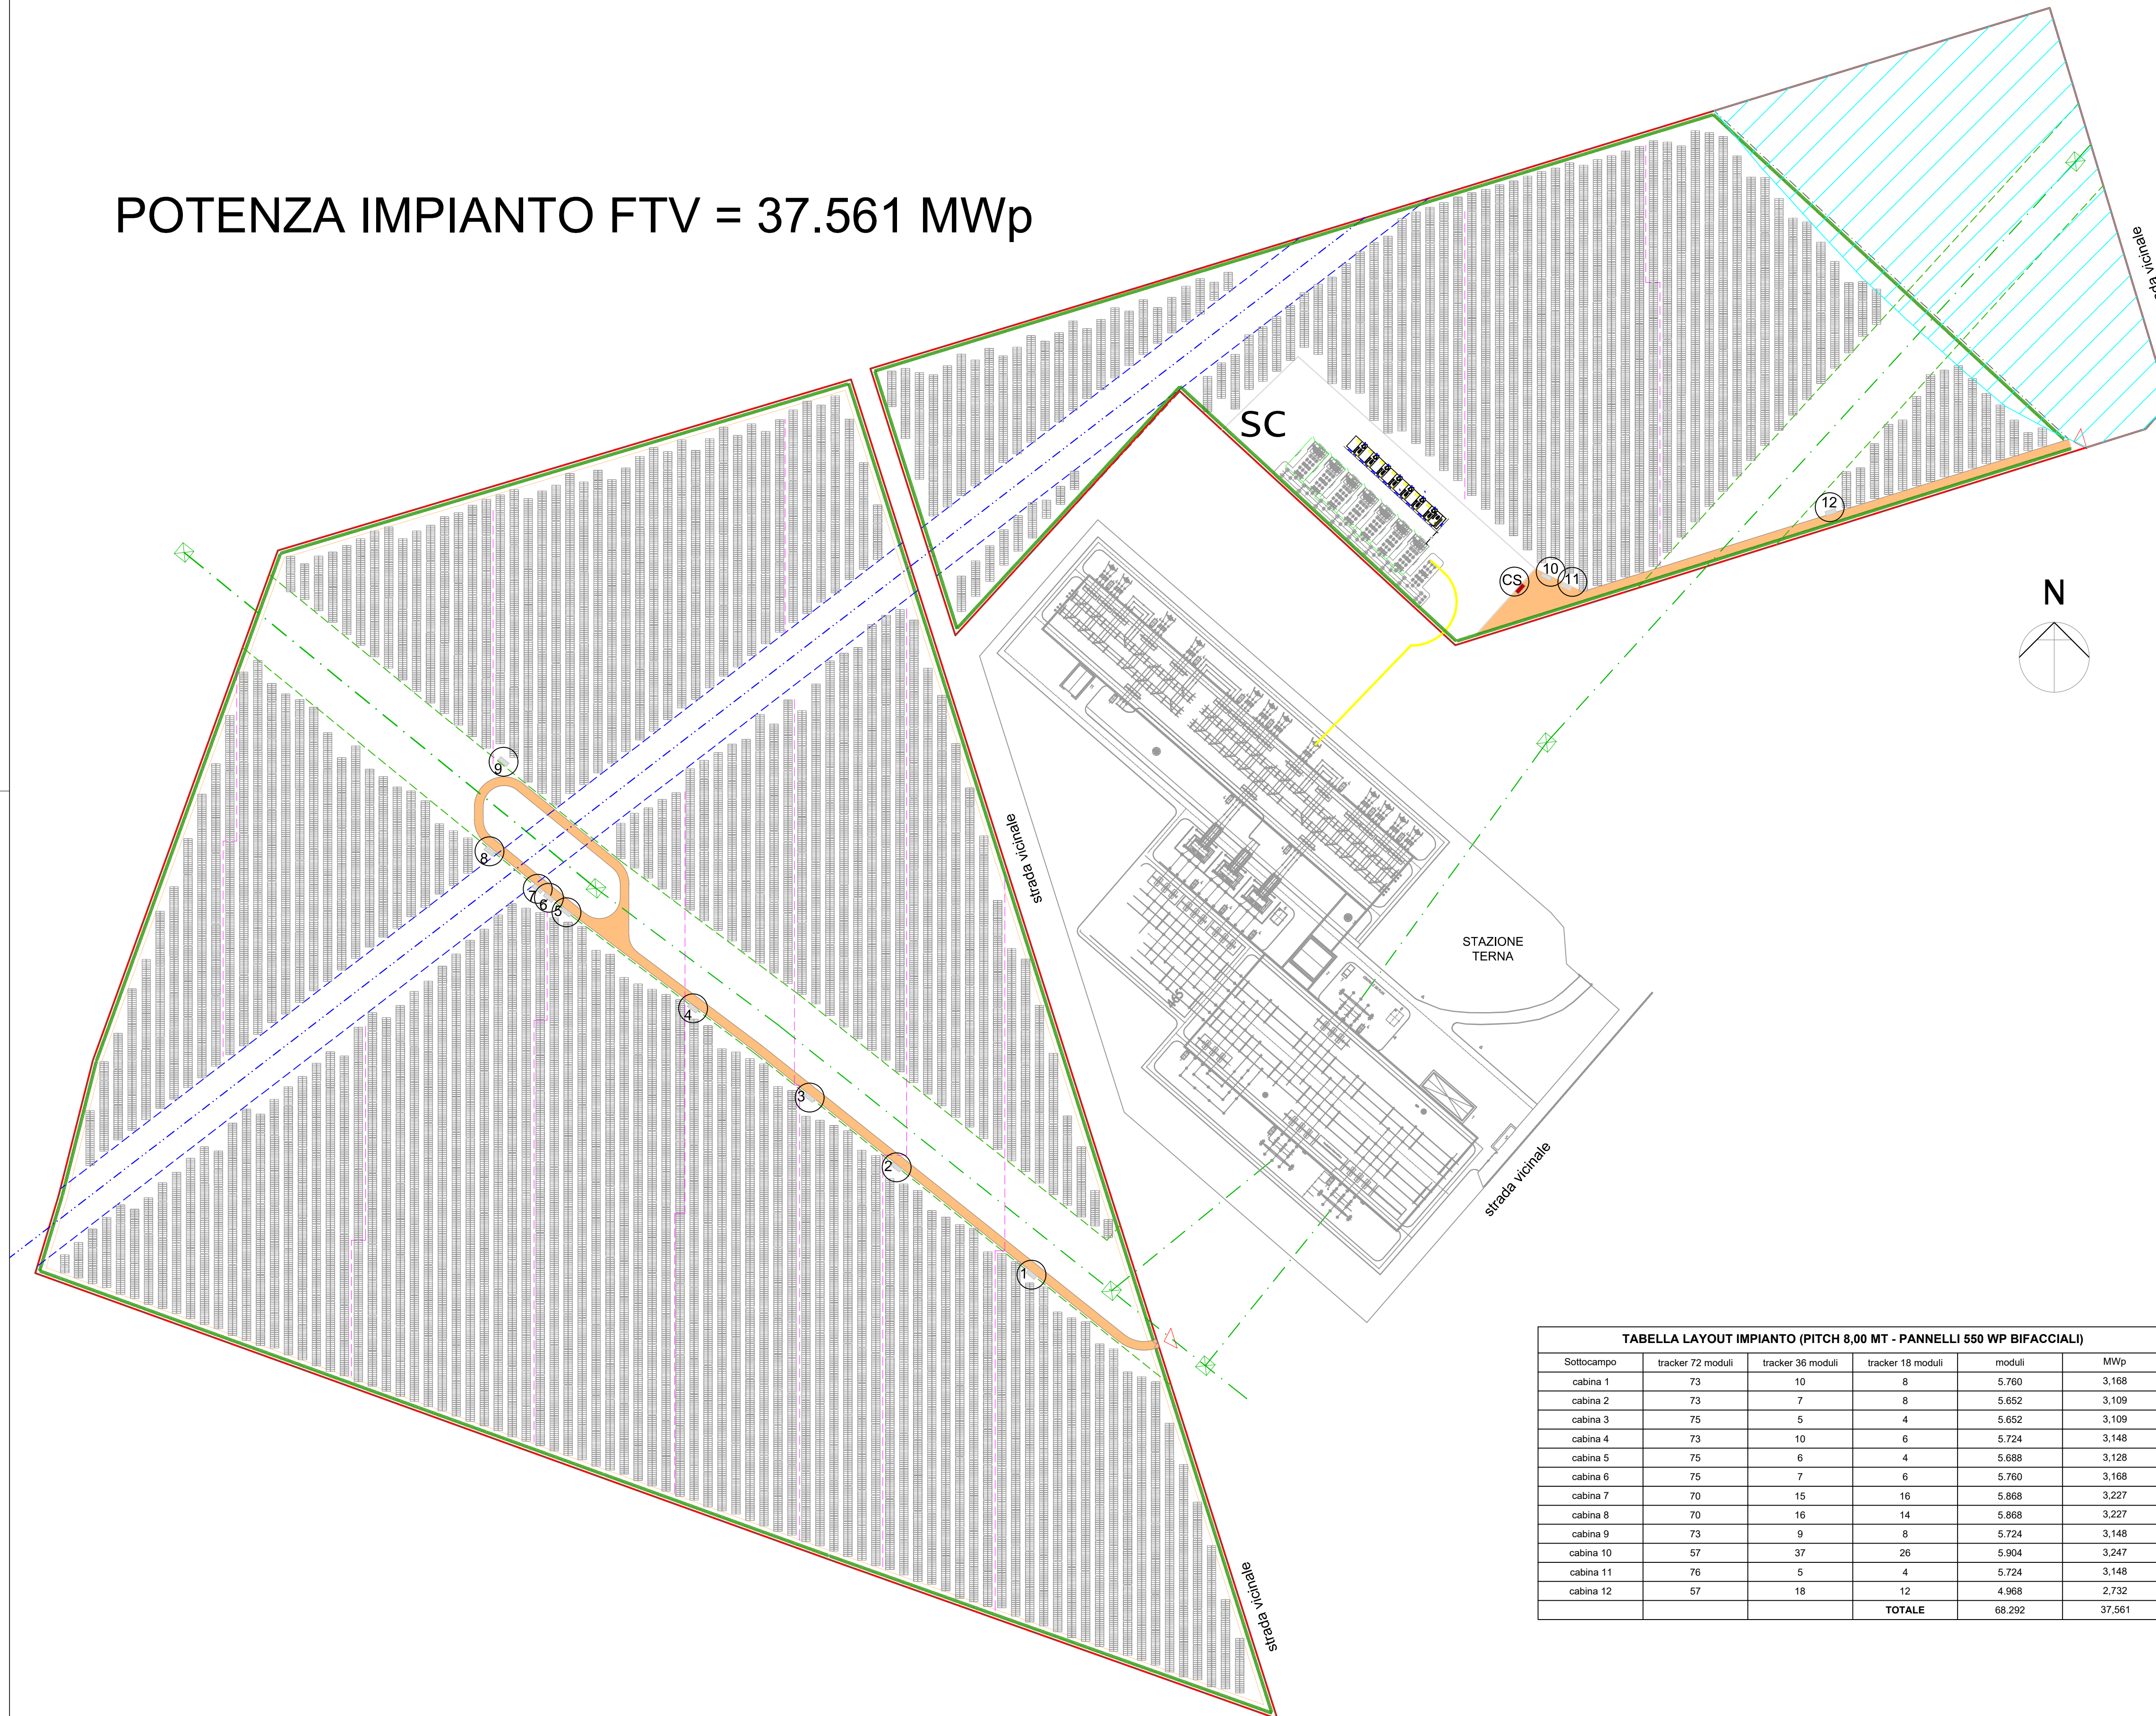 POTENZA IMPIANTO FTV = 37.561 MWp
SC
12
10
CS
11
N
9
8
7
6
5
4
3
2
1
strada vicinale
STAZIONE
TERNA
strada vicinale
strada vicinale
vicinale
465
TABELLA LAYOUT IMPIANTO (PITCH 8,00 MT - PANNELLI 550 WP BIFACCIALI)
Sottocampo tracker 72 moduli tracker 36 moduli tracker 18 moduli moduli MWp
cabina 1 73 10 8 5.760 3,168
cabina 2 73 7 8 5.652 3,109
cabina 3 75 5 4 5.652 3,109
cabina 4 73 10 6 5.724 3,148
cabina 5 75 6 4 5.688 3,128
cabina 6 75 7 6 5.760 3,168
cabina 7 70 15 16 5.868 3,227
cabina 8 70 16 14 5.868 3,227
cabina 9 73 9 8 5.724 3,148
cabina 10 57 37 26 5.904 3,247
cabina 11 76 5 4 5.724 3,148
cabina 12 57 18 12 4.968 2,732
TOTALE 68.292 37,561